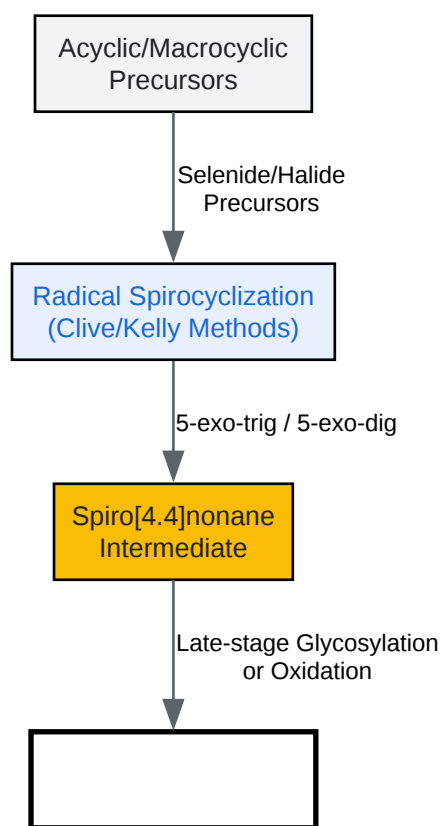 Acyclic/Macrocyclic
Precursors
Selenide/Halide
Precursors
Radical Spirocyclization
(Clive/Kelly Methods)
5-exo-trig / 5-exo-dig
Spiro[4.4]nonane
Intermediate
Late-stage Glycosylation
or Oxidation